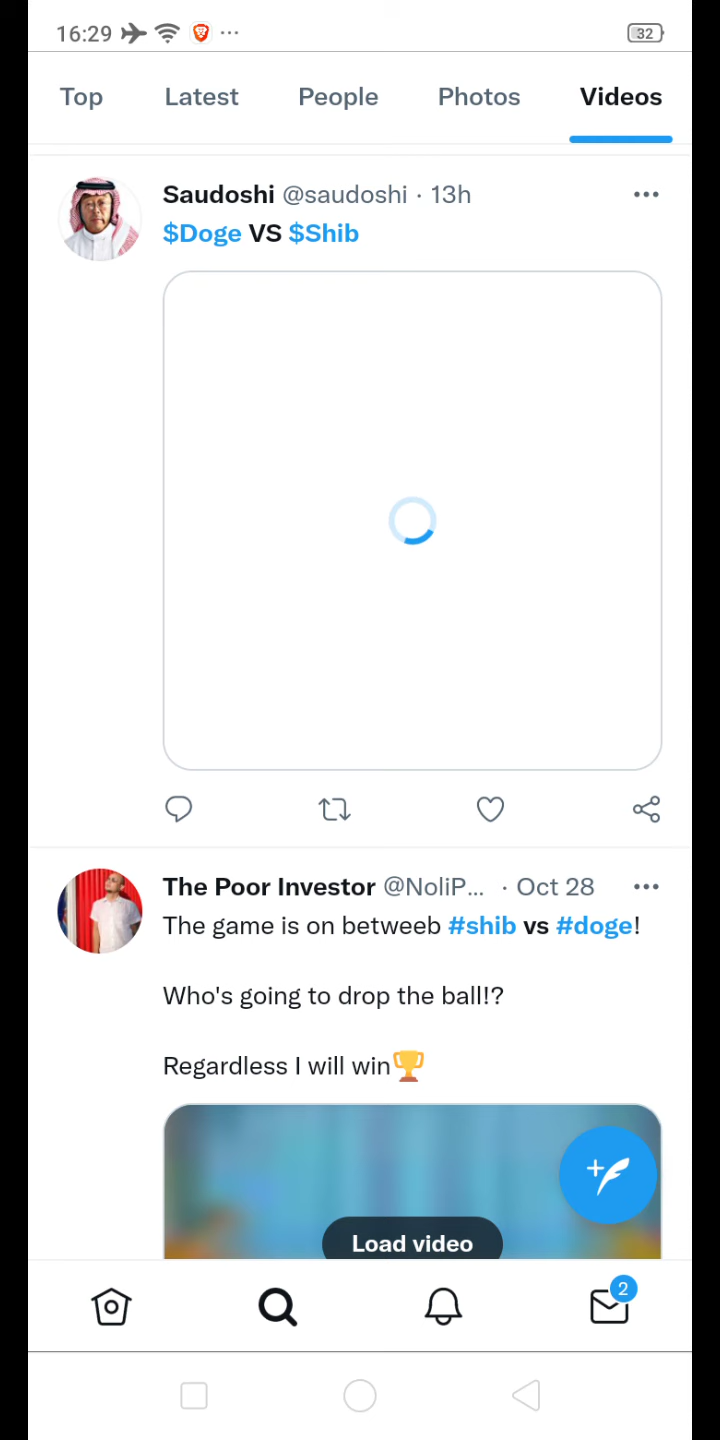 16:29
32
Top Latest People Photos Videos
Saudoshi @saudoshi · 13h
$Doge VS $Shib
The Poor Investor @NoliP... · Oct 28
The game is on betweeb #shib vs #doge!
Who's going to drop the ball!?
Regardless I will win🏆
Load video
2